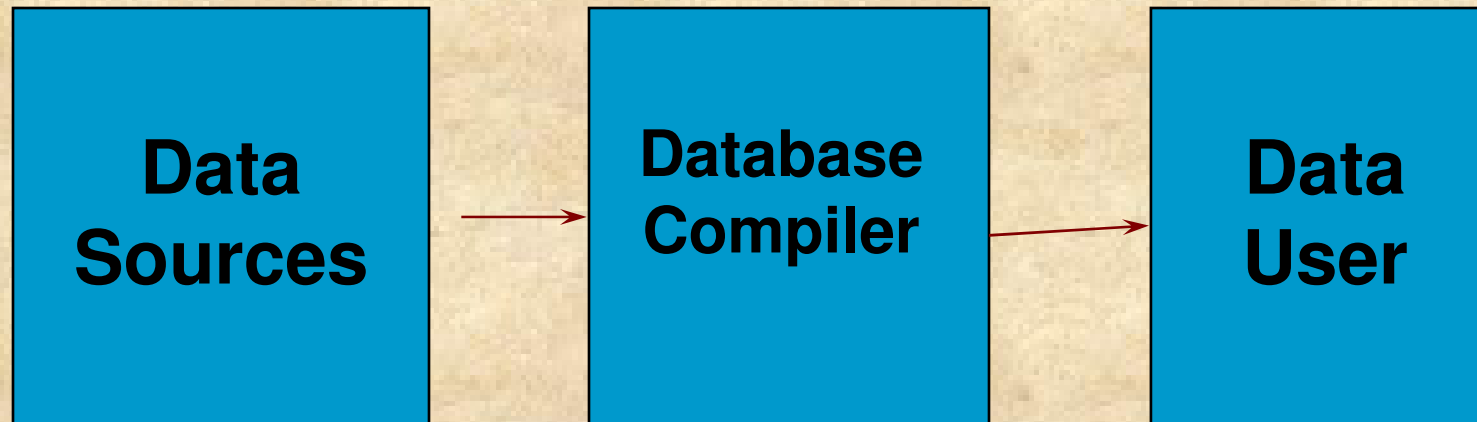 Data
Sources
Database
Compiler
Data
User